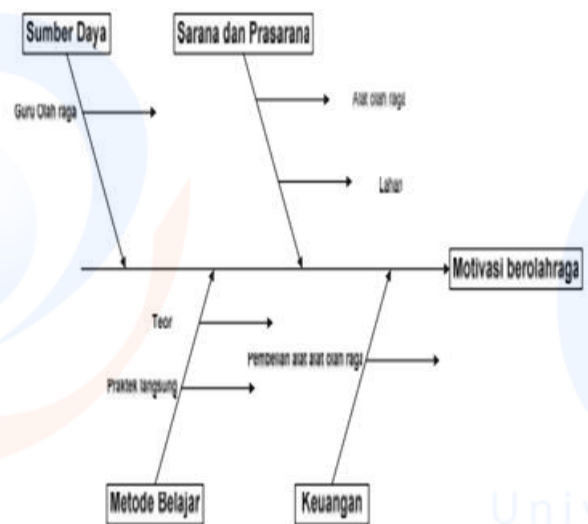 Sumber Daya
Sarana dan Prasarana
Guru Olah raga
Alat olah raga
Lahan
Motivasi berolahraga
Teori
Pembelian alat alat olah raga
Praktek langsung
Metode Belajar
Keuangan
Univ